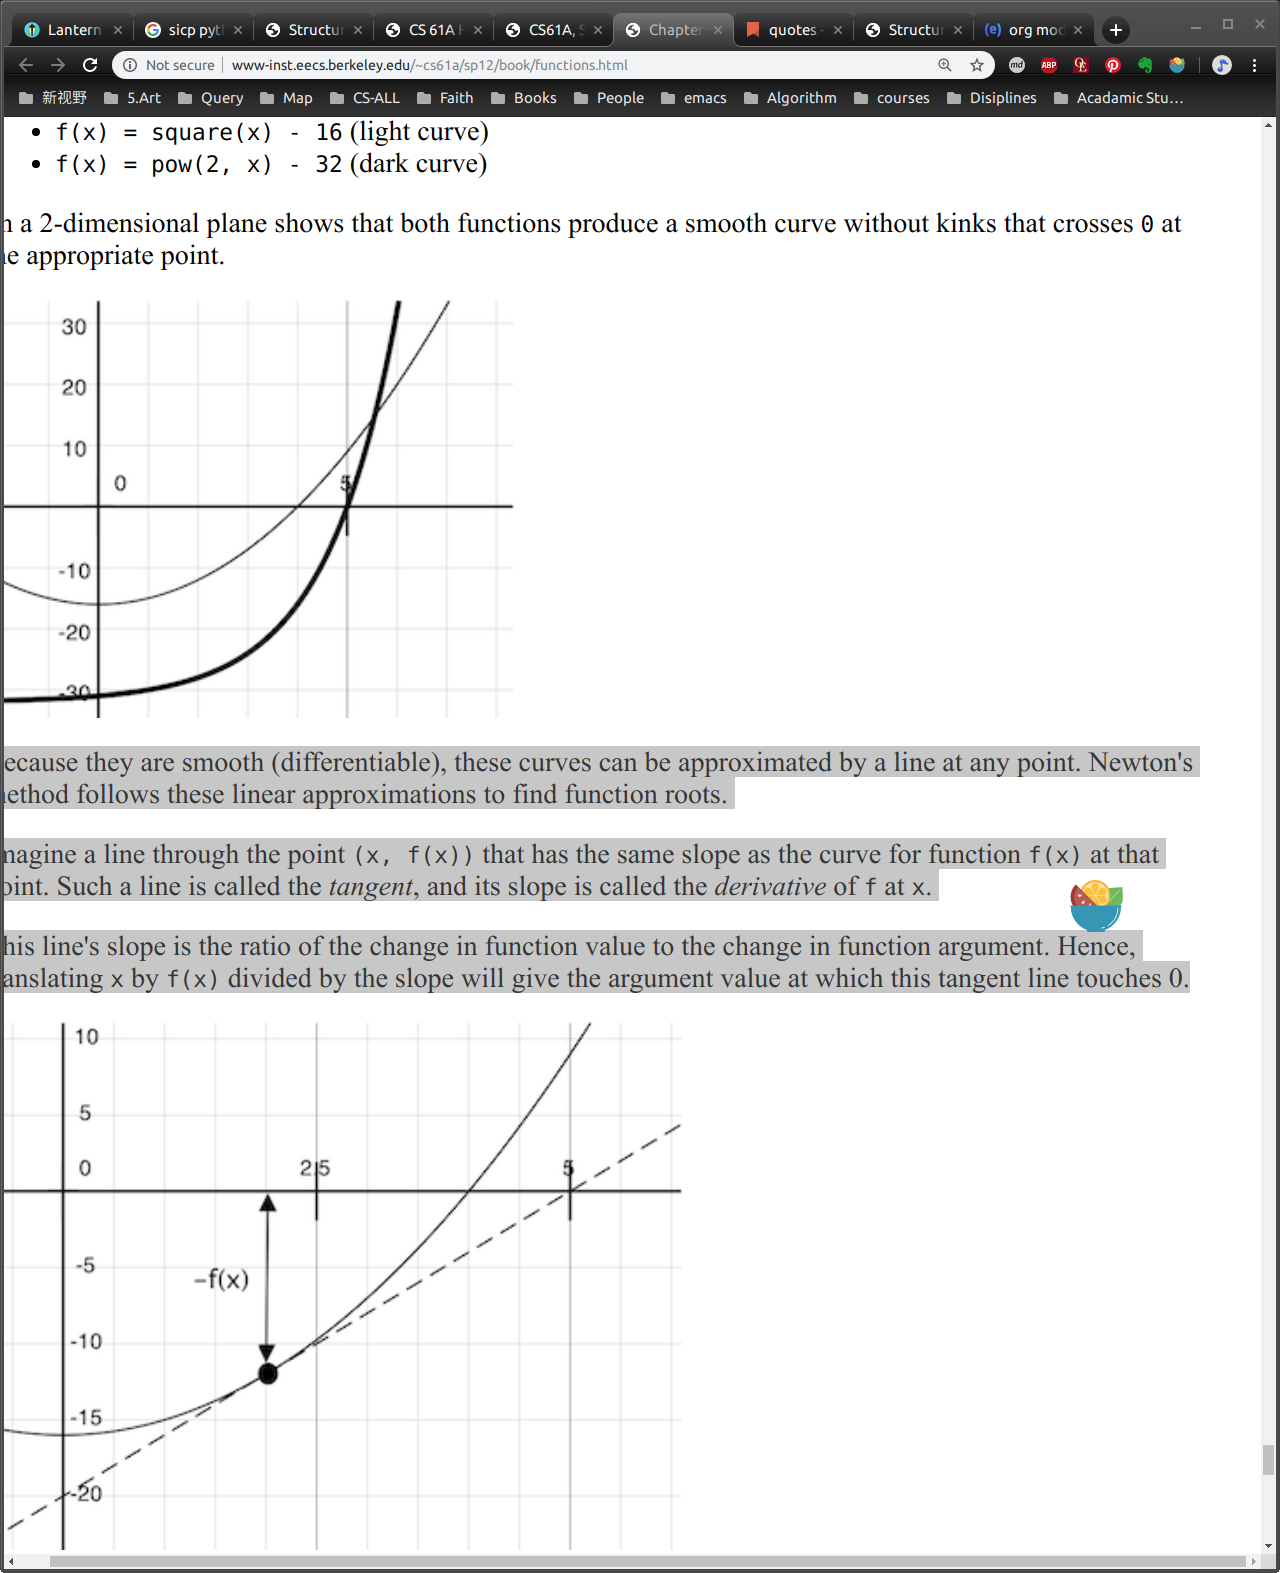 Lantern
sicp pyt
Structur
CS 61A H
CS61A, S
Chapter
quotes -
Structur
org mod
Not secure | www-inst.eecs.berkeley.edu/~cs61a/sp12/book/functions.html
新视野 5.Art Query Map CS-ALL Faith Books People emacs Algorithm courses Disiplines Acadamic Stu...
• f(x) = square(x) - 16 (light curve)
• f(x) = pow(2, x) - 32 (dark curve)
n a 2-dimensional plane shows that both functions produce a smooth curve without kinks that crosses 0 at
e appropriate point.
30
20
10
0
5
-10
-20
-30
ecause they are smooth (differentiable), these curves can be approximated by a line at any point. Newton's
ethod follows these linear approximations to find function roots.
magine a line through the point (x, f(x)) that has the same slope as the curve for function f(x) at that
oint. Such a line is called the tangent, and its slope is called the derivative of f at x.
his line's slope is the ratio of the change in function value to the change in function argument. Hence,
anslating x by f(x) divided by the slope will give the argument value at which this tangent line touches 0.
10
5
0
2.5
5
-5
-f(x)
-10
-15
-20